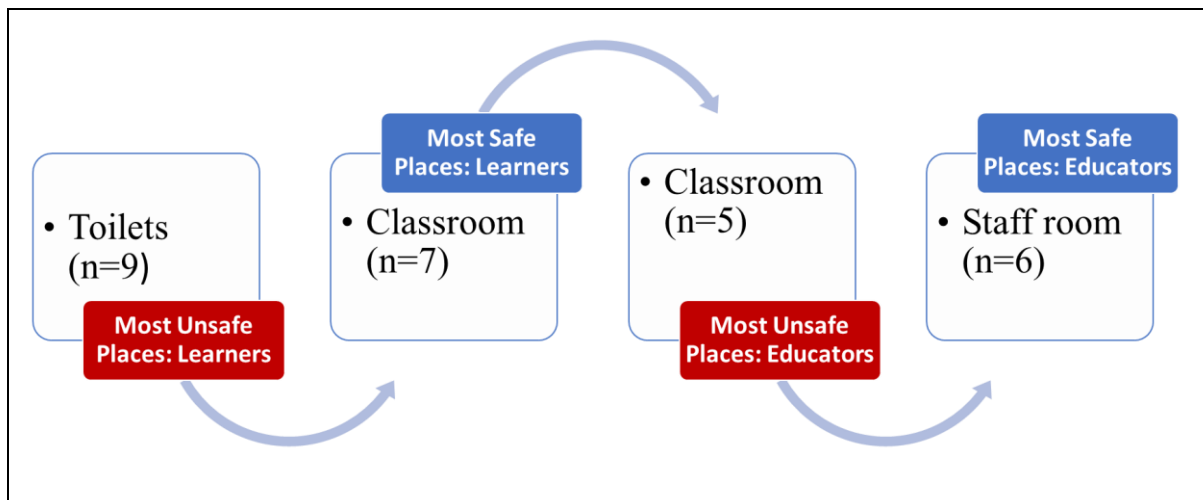 • Toilets
(n=9)
Most Unsafe
Places: Learners
Most Safe
Places: Learners
• Classroom
(n=7)
• Classroom
(n=5)
Most Unsafe
Places: Educators
Most Safe
Places: Educators
• Staff room
(n=6)